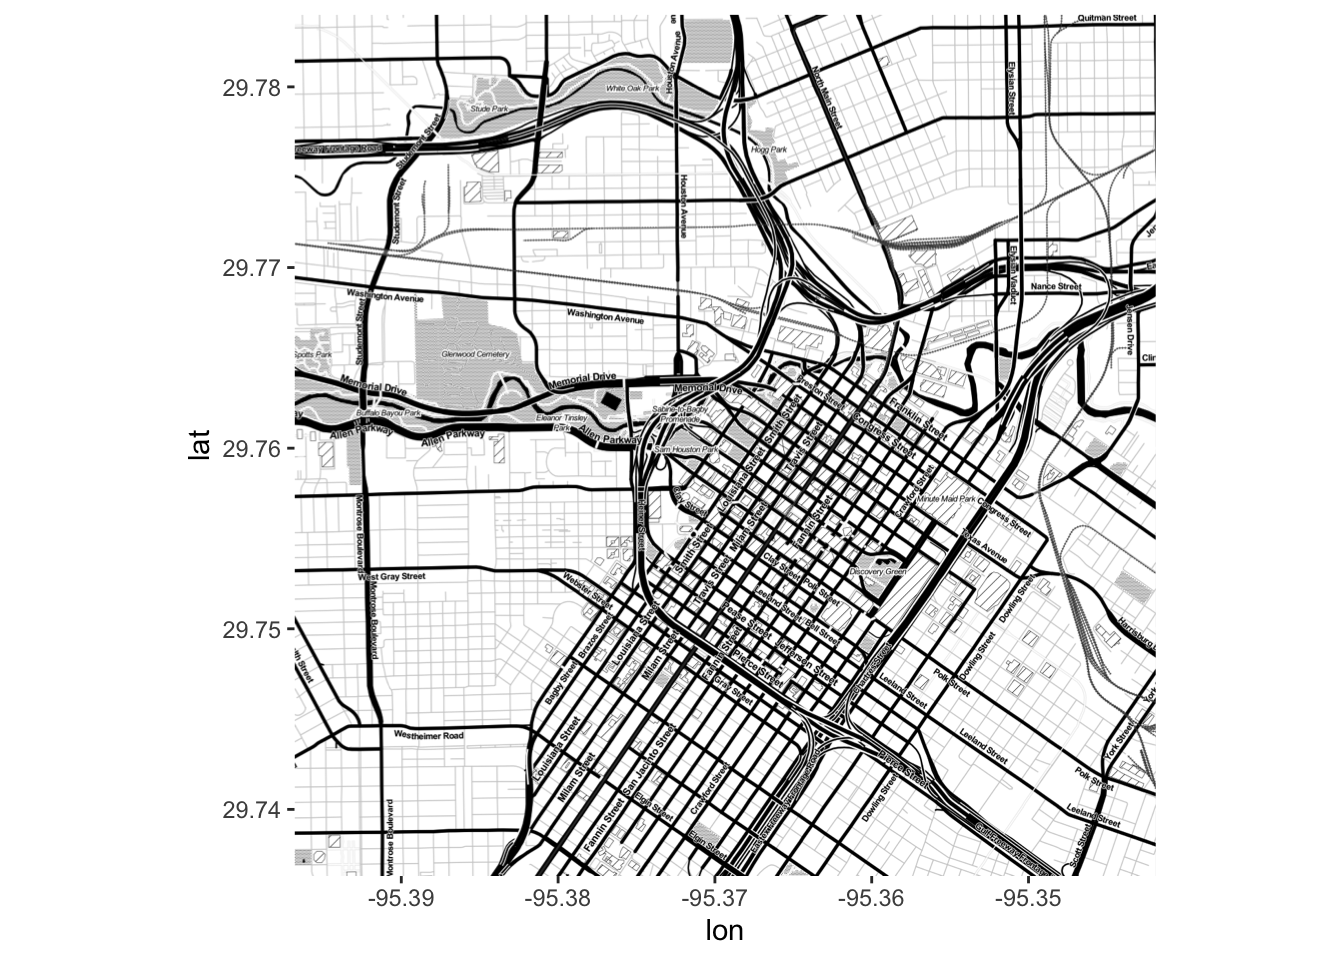 Quitman Street
Houston Avenue
North Main Street
Elysian Street
29.78
White Oak Park
Stude Park
Studemont Street
Hogg Park
Studemont Street
Houston Avenue
29.77
Elysian Viaduct
Nance Street
Washington Avenue
Washington Avenue
Studemont Street
Jensen Drive
Spotts Park
Glenwood Cemetery
Memorial Drive
Memorial Drive
Memorial Drive
Preston Street
Franklin Street
Buffalo Bayou Park
Eleanor Tinsley
Park
Sabine-to-Bagby
Promenade
Smith Street
Congress Street
Allen Parkway
Allen Parkway
Allen Parkway
Travis Street
lat
29.76
Sam Houston Park
Louisiana Street
Crawford Street
Minute Maid Park
Congress Street
Clay Street
Milam Street
Fannin Street
Montrose Boulevard
Texas Avenue
Smith Street
Travis Street
Clay Street
Polk Street
Discovery Green
West Gray Street
Webster Street
Leeland Street
Bell Street
Dowling Street
29.75
Montrose Boulevard
Brazos Street
Louisiana Street
Milam Street
Pease Street
Jefferson Street
Fannin Street
Pierce Street
Dowling Street
Harrisburg
Bagby Street
Gray Street
Leeland Street
Polk Street
Westheimer Road
Louisiana Street
San Jacinto Street
Milam Street
Leeland Street
York Street
Pierce Street
Polk Street
29.74
Crawford Street
Elgin Street
Dowling Street
Leeland Street
Montrose Boulevard
Fannin Street
Elgin Street
Scott Street
-95.39
-95.38
-95.37
-95.36
-95.35
lon